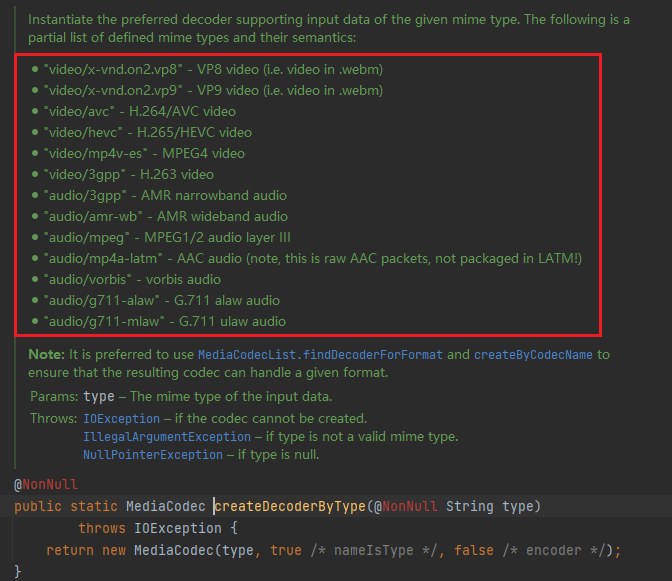 Instantiate the preferred decoder supporting input data of the given mime type. The following is a
partial list of defined mime types and their semantics:
• "video/x-vnd.on2.vp8" - VP8 video (i.e. video in .webm)
• "video/x-vnd.on2.vp9" - VP9 video (i.e. video in .webm)
• "video/avc" - H.264/AVC video
• "video/hevc" - H.265/HEVC video
• "video/mp4v-es" - MPEG4 video
• "video/3gpp" - H.263 video
• "audio/3gpp" - AMR narrowband audio
• "audio/amr-wb" - AMR wideband audio
• "audio/mpeg" - MPEG1/2 audio layer III
• "audio/mp4a-latm" - AAC audio (note, this is raw AAC packets, not packaged in LATM!)
• "audio/vorbis" - vorbis audio
• "audio/g711-alaw" - G.711 alaw audio
• "audio/g711-mlaw" - G.711 ulaw audio
Note: It is preferred to use MediaCodecList.findDecoderForFormat and createByCodecName to
ensure that the resulting codec can handle a given format.
Params: type – The mime type of the input data.
Throws: IOException – if the codec cannot be created.
IllegalArgumentException – if type is not a valid mime type.
NullPointerException – if type is null.
@NonNull
public static MediaCodec createDecoderByType(@NonNull String type)
throws IOException {
return new MediaCodec(type, true /* nameIsType */, false /* encoder */);
}